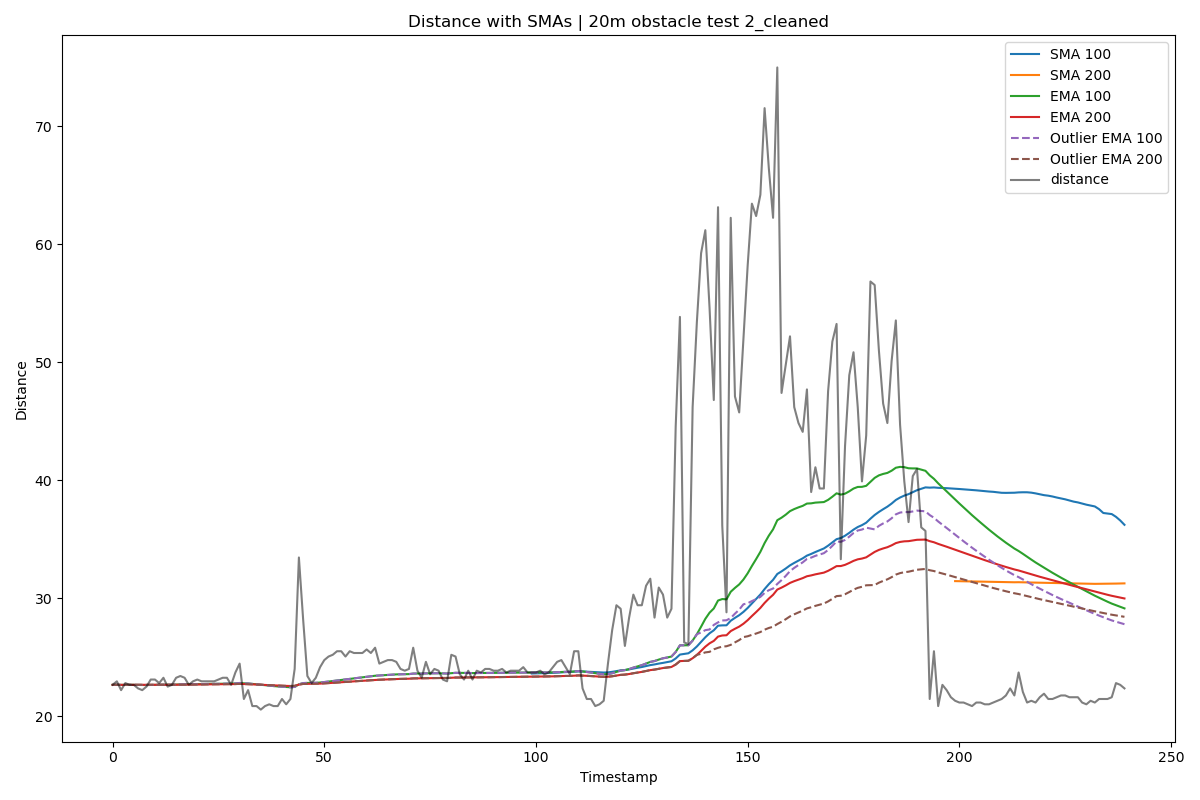 Distance with SMAs | 20m obstacle test 2_cleaned
SMA 100
SMA 200
EMA 100
EMA 200
Outlier EMA 100
Outlier EMA 200
distance
Distance
70
60
50
40
30
20
0
50
100
150
200
250
Timestamp